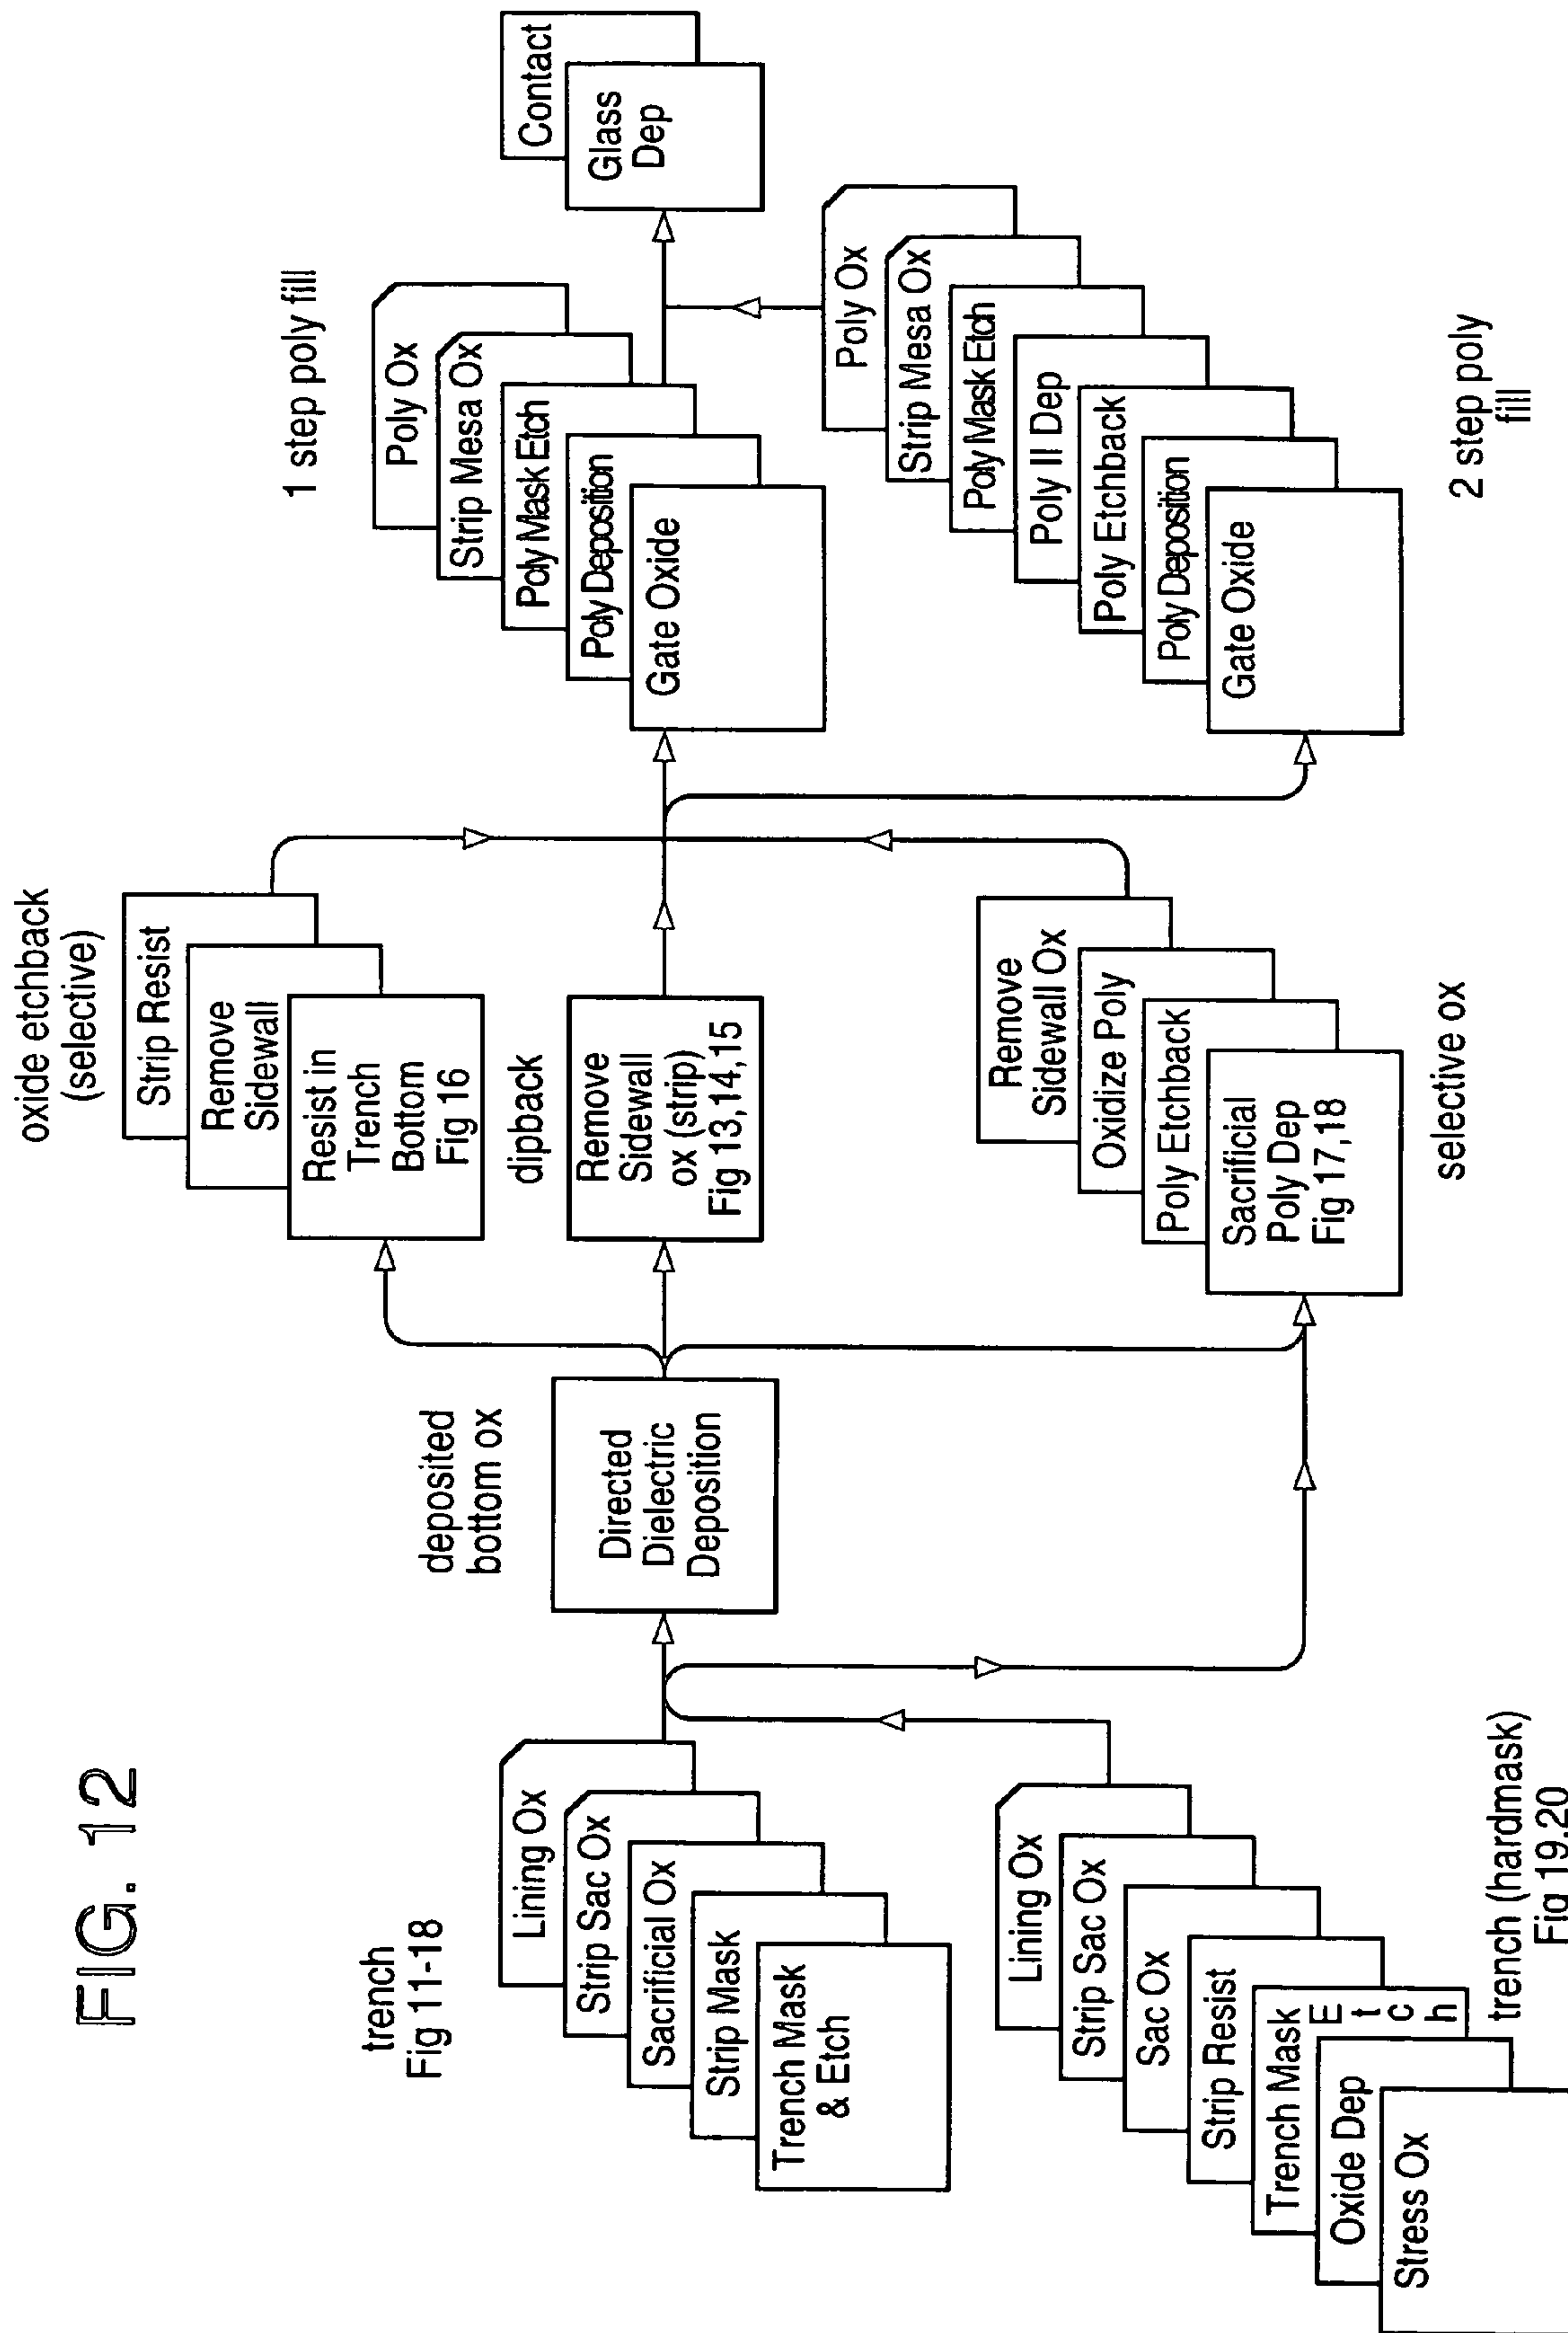 FIG. 12
trench
Fig 11-18
Lining Ox
Strip Sac Ox
Sacrificial Ox
Strip Mask
Trench Mask
& Etch
Lining Ox
Strip Sac Ox
Sac Ox
Strip Resist
Trench Mask
Etch
Oxide Dep
Stress Ox
trench (hardmask)
Fig 19,20
deposited
bottom ox
Directed
Dielectric
Deposition
oxide etchback
(selective)
Strip Resist
Remove
Sidewall
Resist in
Trench
Bottom
Fig 16
dipback
Remove
Sidewall
ox (strip)
Fig 13,14,15
Remove
Sidewall Ox
Oxidize Poly
Poly Etchback
Sacrificial
Poly Dep
Fig 17,18
selective ox
1 step poly fill
Poly Ox
Strip Mesa Ox
Poly Mask Etch
Poly Deposition
Gate Oxide
Poly Ox
Strip Mesa Ox
Poly Mask Etch
Poly II Dep
Poly Etchback
Poly Deposition
Gate Oxide
2 step poly
fill
Contact
Glass
Dep